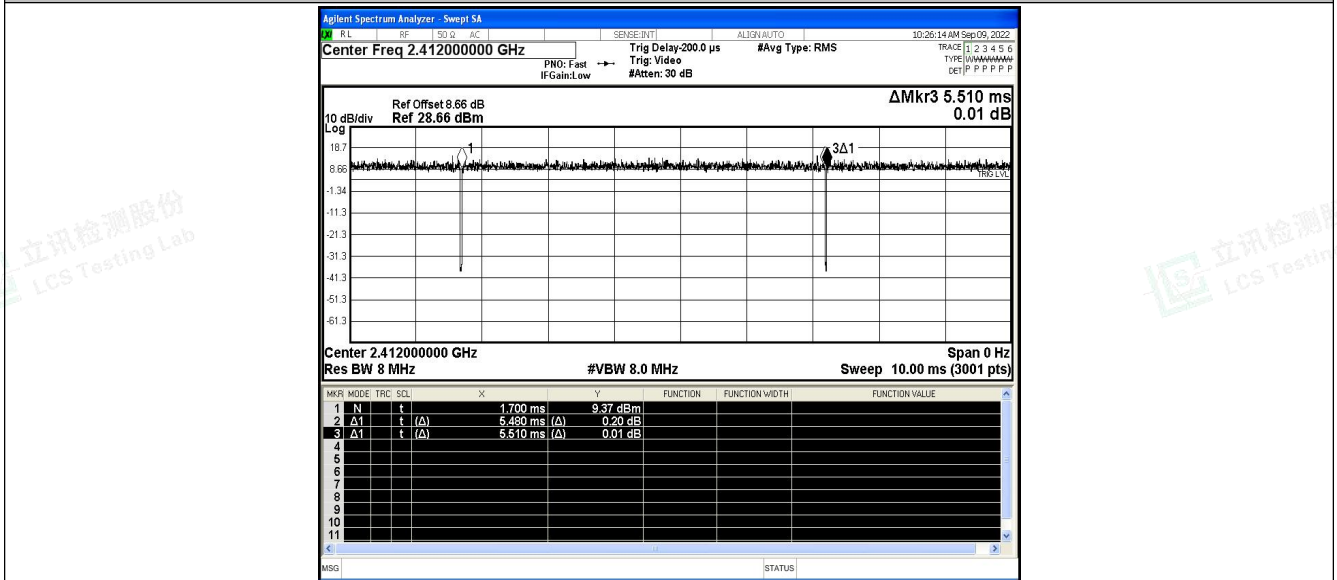 Agilent Spectrum Analyzer - Swept SA
RL RF 50 Ω AC SENSE:INT ALIGN AUTO 10:26:14 AM Sep 09, 2022
Center Freq 2.412000000 GHz
PNO: Fast
IFGain:Low
Trig Delay-200.0 µs
Trig: Video
#Atten: 30 dB
#Avg Type: RMS
TRACE 1 2 3 4 5 6
TYPE
DET P P P P P P
ΔMkr3 5.510 ms
0.01 dB
Ref Offset 8.66 dB
10 dB/div Ref 28.66 dBm
Log
18.7
8.66
-1.34
-11.3
-21.3
-31.3
-41.3
-51.3
-61.3
1
3Δ1
TRIG LVL
Center 2.412000000 GHz Span 0 Hz
Res BW 8 MHz #VBW 8.0 MHz Sweep 10.00 ms (3001 pts)
MKR MODE TRC SCL X Y FUNCTION FUNCTION WIDTH FUNCTION VALUE
1 N t 1.700 ms 9.37 dBm
2 Δ1 t (Δ) 5.480 ms (Δ) 0.20 dB
3 Δ1 t (Δ) 5.510 ms (Δ) 0.01 dB
4
5
6
7
8
9
10
11
MSG STATUS
立讯检测股份
LCS Testing Lab
立讯检测
LCS Testin